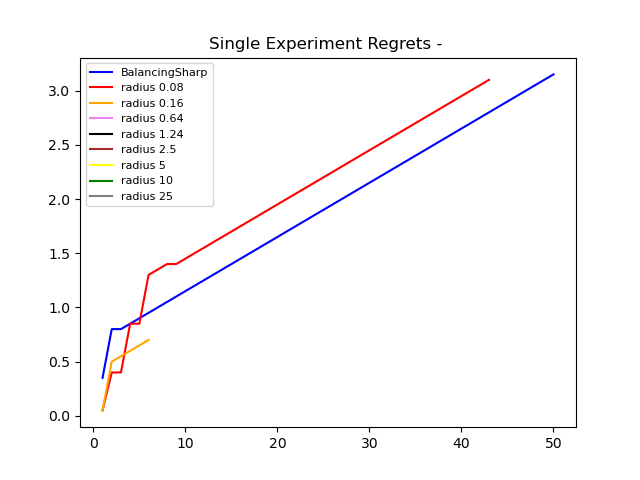 Single Experiment Regrets -
BalancingSharp
radius 0.08
radius 0.16
radius 0.64
radius 1.24
radius 2.5
radius 5
radius 10
radius 25
3.0
2.5
2.0
1.5
1.0
0.5
0.0
0 10 20 30 40 50